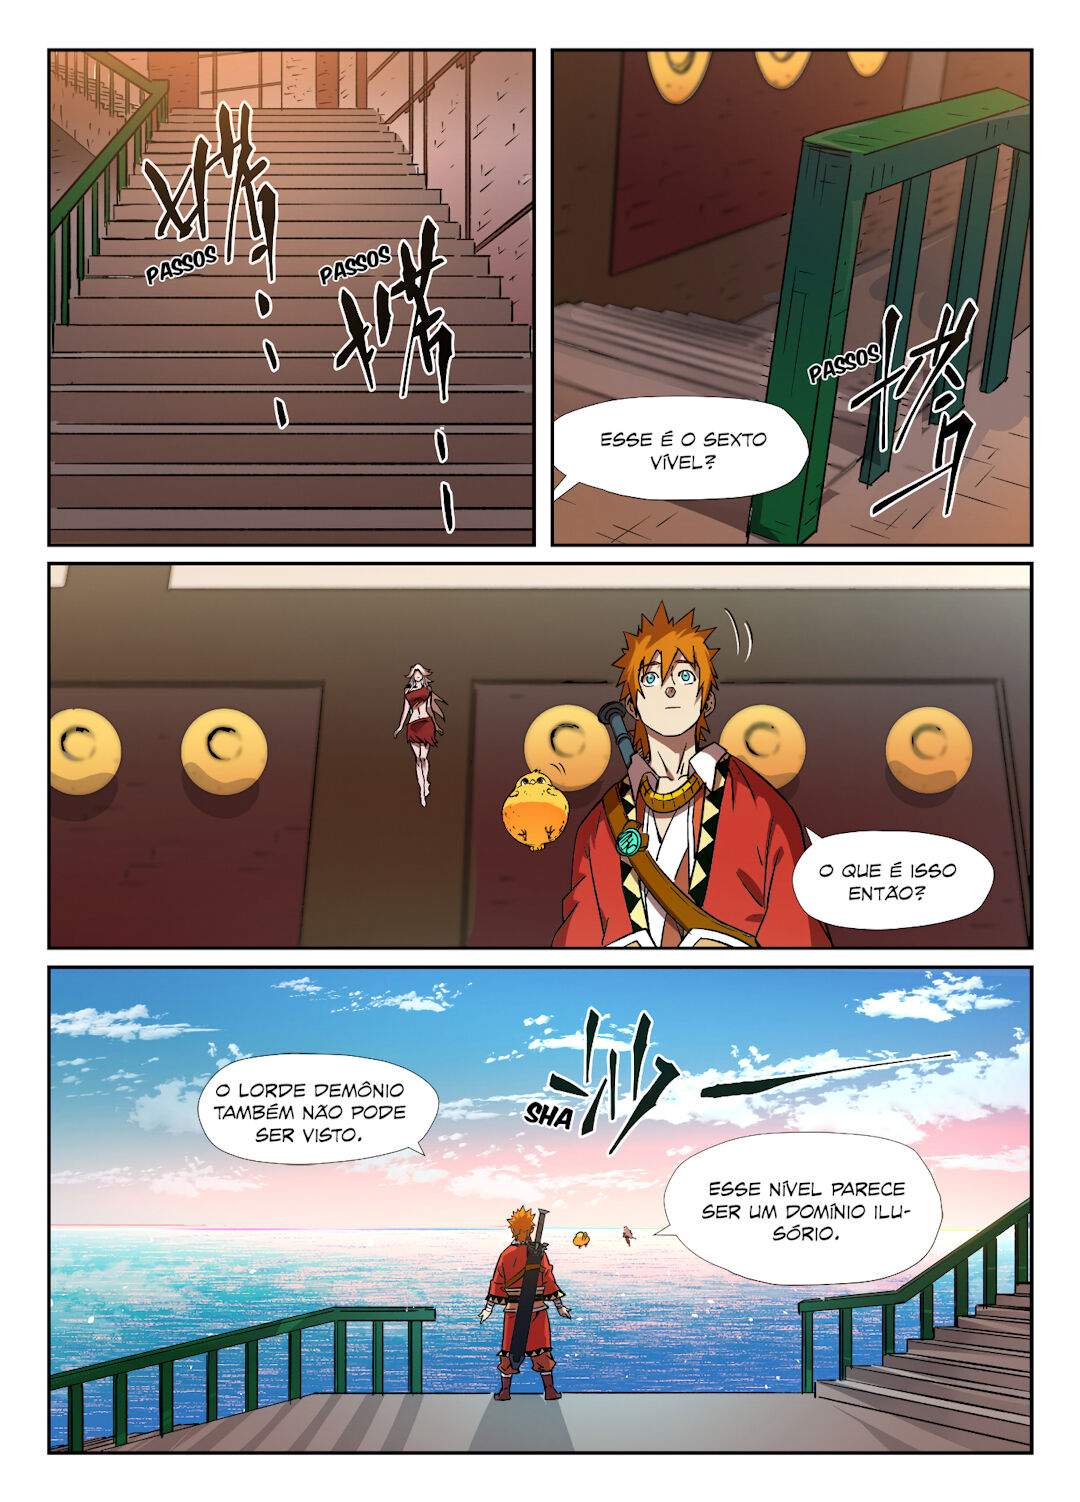 PASSOS
PASSOS
PASSOS
ESSE É O SEXTO
VÍVEL?
O QUE É ISSO
ENTÃO?
O LORDE DEMÔNIO
TAMBÉM NÃO PODE
SER VISTO.
SHA
ESSE NÍVEL PARECE
SER UM DOMÍNIO ILU-
SÓRIO.